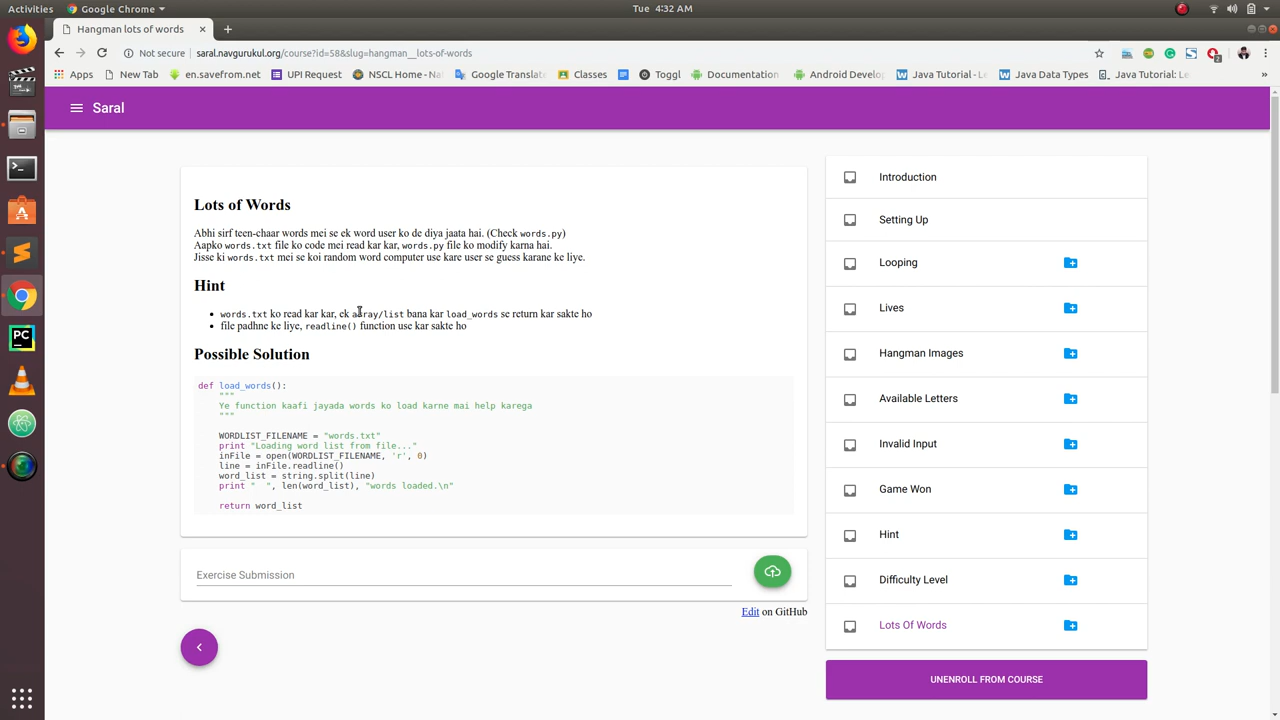 Activities
Google Chrome
Tue 4:32 AM
Hangman lots of words
Not secure
saral.navgurukul.org/course?id=58&slug=hangman__lots-of-words
Apps
New Tab
en.savefrom.net
UPI Request
NSCL Home - Na
Google Translate
Classes
Toggl
Documentation
Android Develop
Java Tutorial - Le
Java Data Types
Java Tutorial: Le
»
Saral
Lots of Words
Abhi sirf teen-chaar words mei se ek word user ko de diya jaata hai. (Check words.py)
Aapko words.txt file ko code mei read kar kar, words.py file ko modify karna hai.
Jisse ki words.txt mei se koi random word computer use kare user se guess karane ke liye.
Hint
words.txt ko read kar kar, ek array/list bana kar load_words se return kar sakte ho
file padhne ke liye, readline() function use kar sakte ho
Possible Solution
def load_words():
"""
Ye function kaafi jayada words ko load karne mai help karega
"""
WORDLIST_FILENAME = "words.txt"
print "Loading word list from file..."
inFile = open(WORDLIST_FILENAME, 'r', 0)
line = inFile.readline()
word_list = string.split(line)
print "  ", len(word_list), "words loaded.\n"
return word_list
Exercise Submission
Edit on GitHub
Introduction
Setting Up
Looping
Lives
Hangman Images
Available Letters
Invalid Input
Game Won
Hint
Difficulty Level
Lots Of Words
UNENROLL FROM COURSE